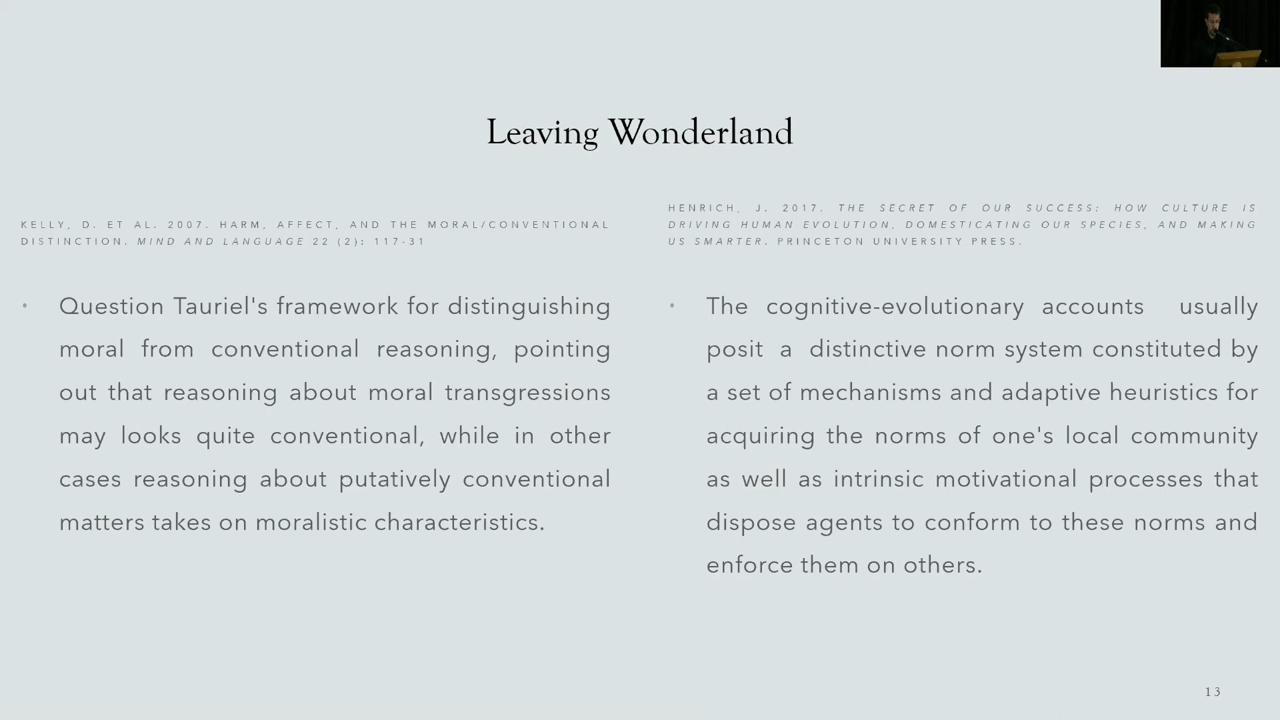 Leaving Wonderland
KELLY, D. ET AL. 2007. HARM, AFFECT, AND THE MORAL/CONVENTIONAL
DISTINCTION. MIND AND LANGUAGE 22 (2): 117-31
• Question Tauriel's framework for distinguishing
moral from conventional reasoning, pointing
out that reasoning about moral transgressions
may looks quite conventional, while in other
cases reasoning about putatively conventional
matters takes on moralistic characteristics.
HENRICH, J. 2017. THE SECRET OF OUR SUCCESS: HOW CULTURE IS
DRIVING HUMAN EVOLUTION, DOMESTICATING OUR SPECIES, AND MAKING
US SMARTER. PRINCETON UNIVERSITY PRESS.
• The cognitive-evolutionary accounts usually
posit a distinctive norm system constituted by
a set of mechanisms and adaptive heuristics for
acquiring the norms of one's local community
as well as intrinsic motivational processes that
dispose agents to conform to these norms and
enforce them on others.
13